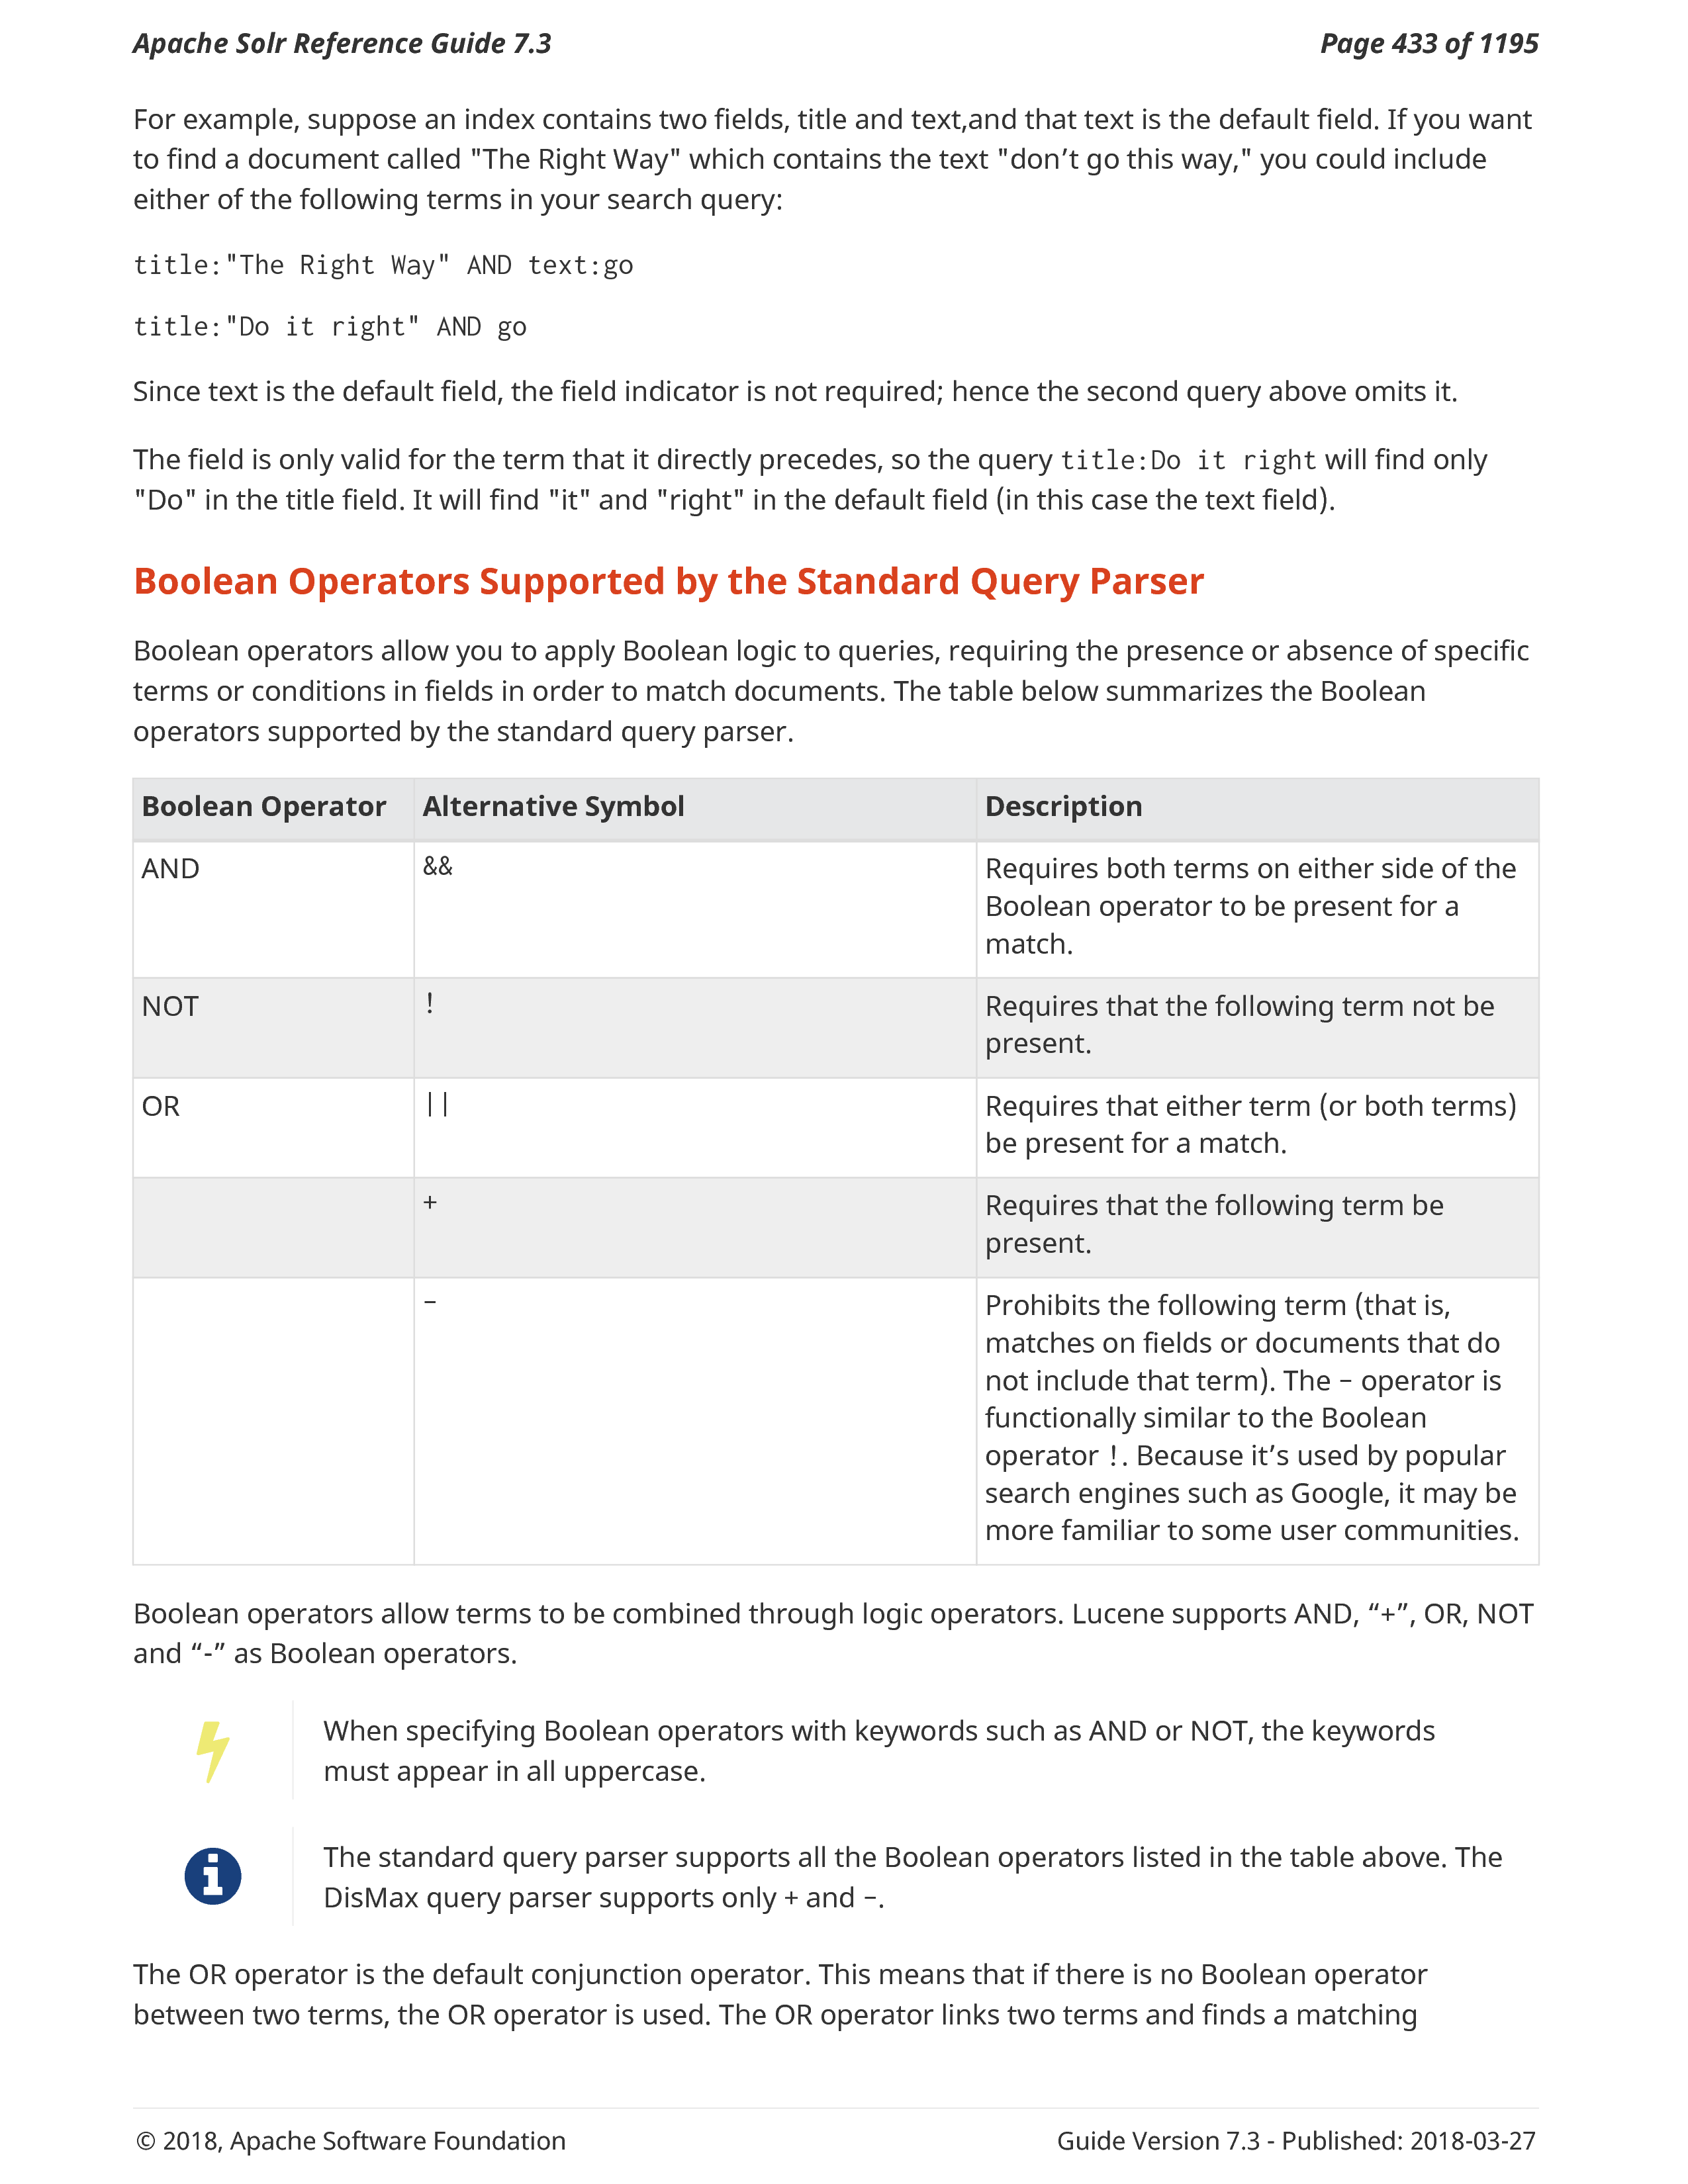 Apache Solr Reference Guide 7.3 Page 433 of 1195
For example, suppose an index contains two fields, title and text,and that text is the default field. If you want
to find a document called "The Right Way" which contains the text "don’t go this way," you could include
either of the following terms in your search query:
title:"The Right Way" AND text:go
title:"Do it right" AND go
Since text is the default field, the field indicator is not required; hence the second query above omits it.
The field is only valid for the term that it directly precedes, so the query title:Do it right will find only
"Do" in the title field. It will find "it" and "right" in the default field (in this case the text field).
Boolean Operators Supported by the Standard Query Parser
Boolean operators allow you to apply Boolean logic to queries, requiring the presence or absence of specific
terms or conditions in fields in order to match documents. The table below summarizes the Boolean
operators supported by the standard query parser.
Boolean Operator Alternative Symbol Description
AND && Requires both terms on either side of the
Boolean operator to be present for a
match.
NOT ! Requires that the following term not be
present.
OR || Requires that either term (or both terms)
be present for a match.
+ Requires that the following term be
present.
- Prohibits the following term (that is,
matches on fields or documents that do
not include that term). The - operator is
functionally similar to the Boolean
operator !. Because it’s used by popular
search engines such as Google, it may be
more familiar to some user communities.
Boolean operators allow terms to be combined through logic operators. Lucene supports AND, “+”, OR, NOT
and “-” as Boolean operators.
When specifying Boolean operators with keywords such as AND or NOT, the keywords
must appear in all uppercase.
The standard query parser supports all the Boolean operators listed in the table above. The
DisMax query parser supports only + and -.
The OR operator is the default conjunction operator. This means that if there is no Boolean operator
between two terms, the OR operator is used. The OR operator links two terms and finds a matching
© 2018, Apache Software Foundation Guide Version 7.3 - Published: 2018-03-27